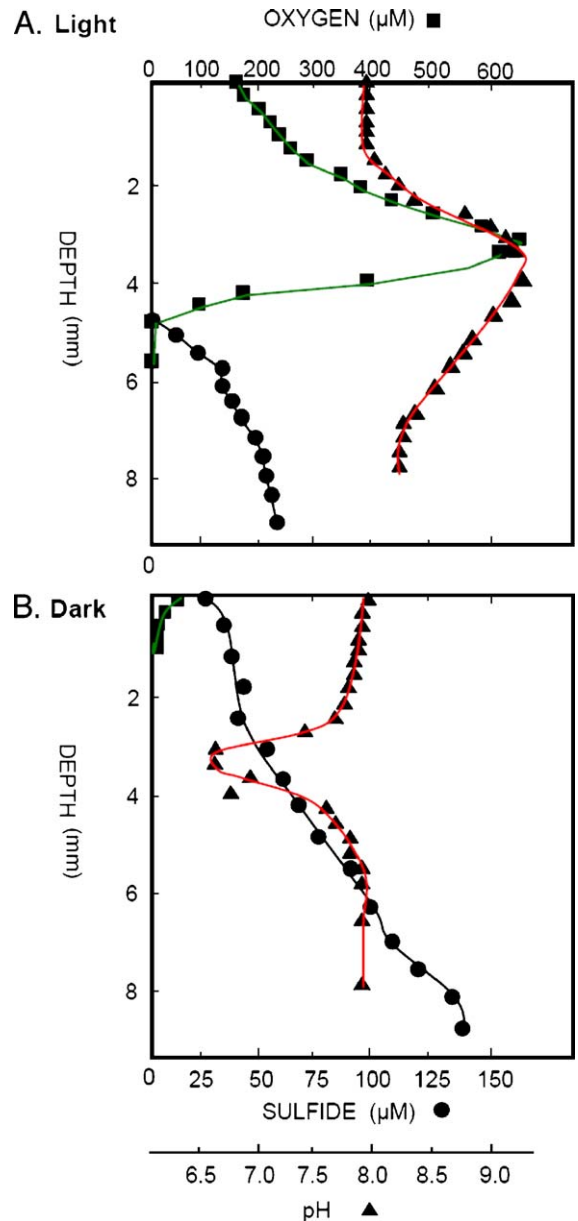 A. Light
OXYGEN (µM)
0 100 200 300 400 500 600
DEPTH (mm)
2
4
6
8
0
B. Dark
DEPTH (mm)
2
4
6
8
0 25 50 75 100 125 150
SULFIDE (µM)
6.5 7.0 7.5 8.0 8.5 9.0
pH